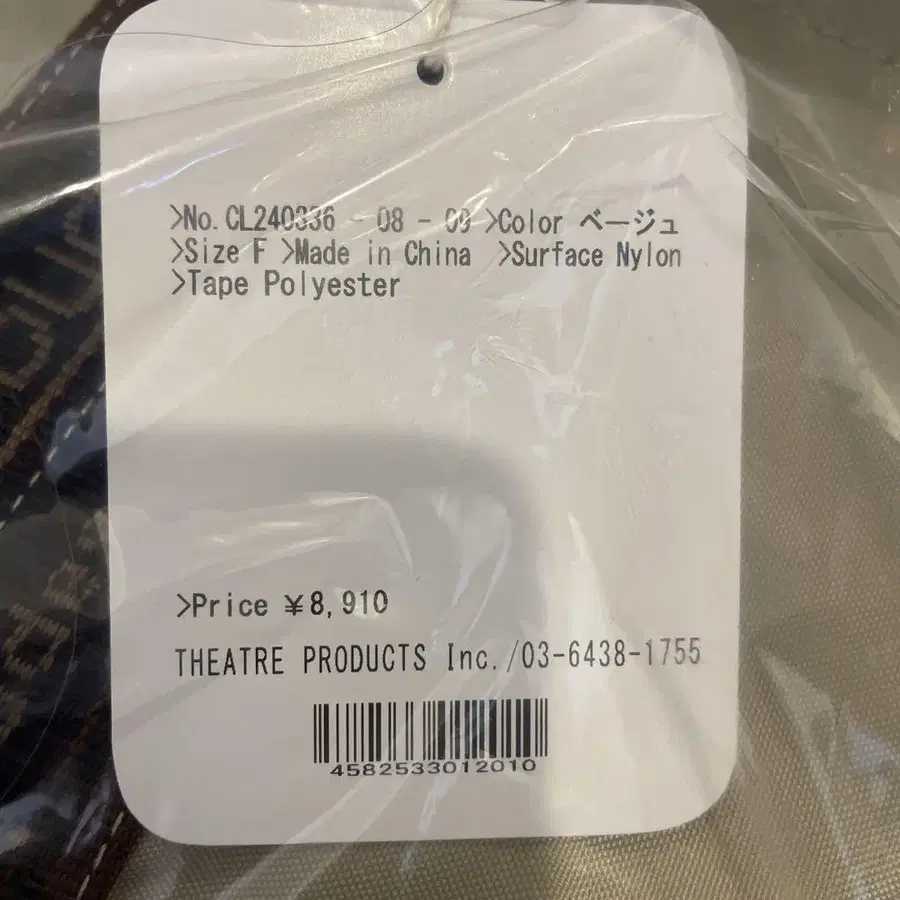 >No. CL240336 - 08 - 09 >Color ベージュ
>Size F >Made in China >Surface Nylon
>Tape Polyester
>Price ¥8,910
THEATRE PRODUCTS Inc./03-6438-1755
4582533012010